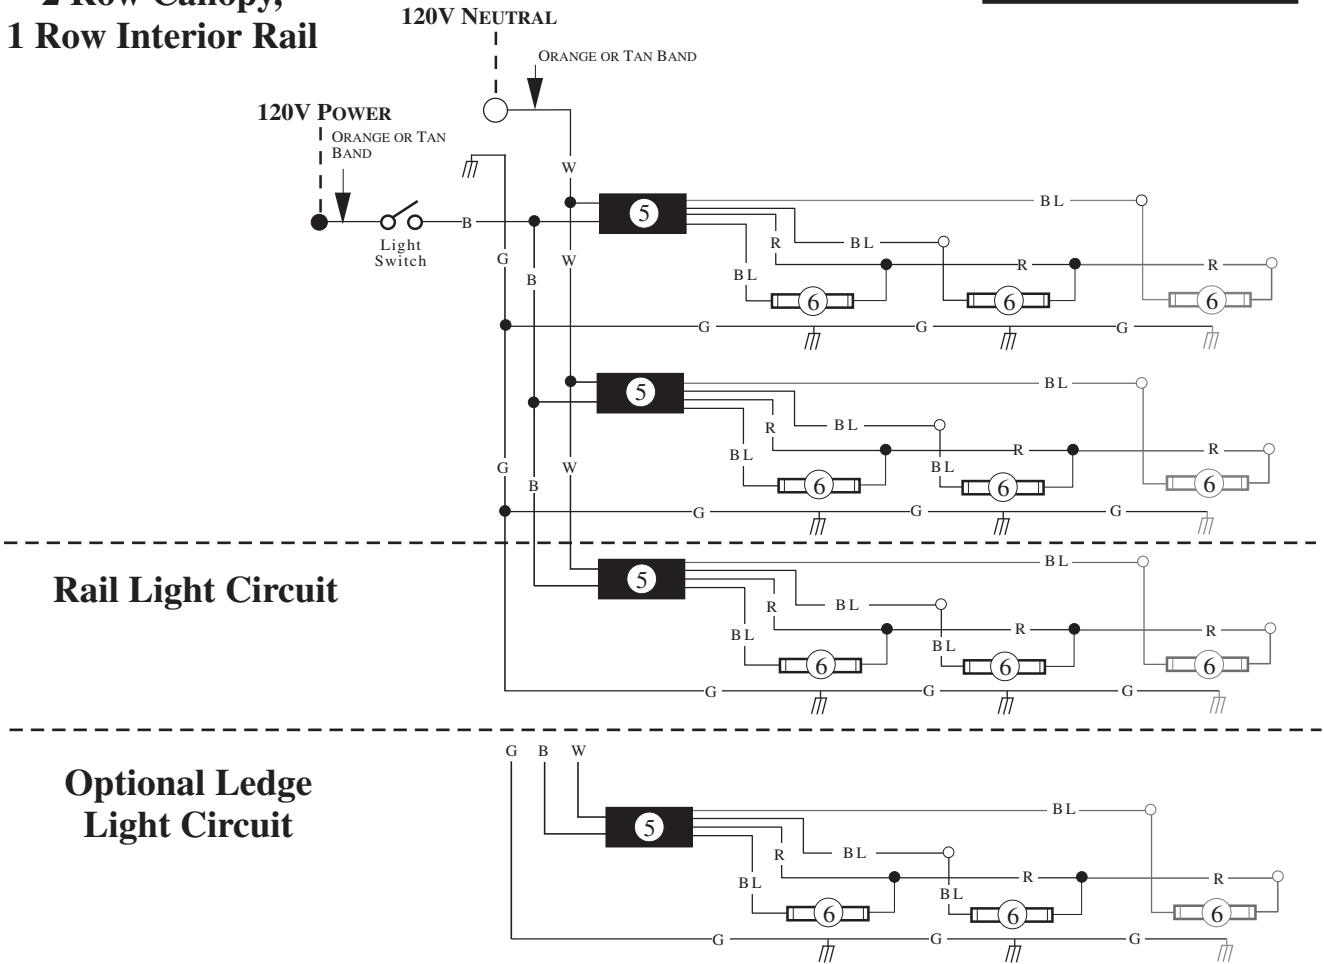 2 Row Canopy,
1 Row Interior Rail
120V NEUTRAL
ORANGE OR TAN BAND
120V POWER
ORANGE OR TAN
BAND
W
5
BL
B
Light
Switch
G
W
B
R
BL
R
R
BL
6
6
6
G
G
G
5
BL
R
BL
R
R
BL
BL
G
W
B
6
6
6
G
G
G
Rail Light Circuit
5
BL
R
BL
R
R
BL
BL
6
6
6
G
G
G
Optional Ledge
Light Circuit
G B W
5
BL
R
BL
R
R
BL
BL
6
6
6
G
G
G